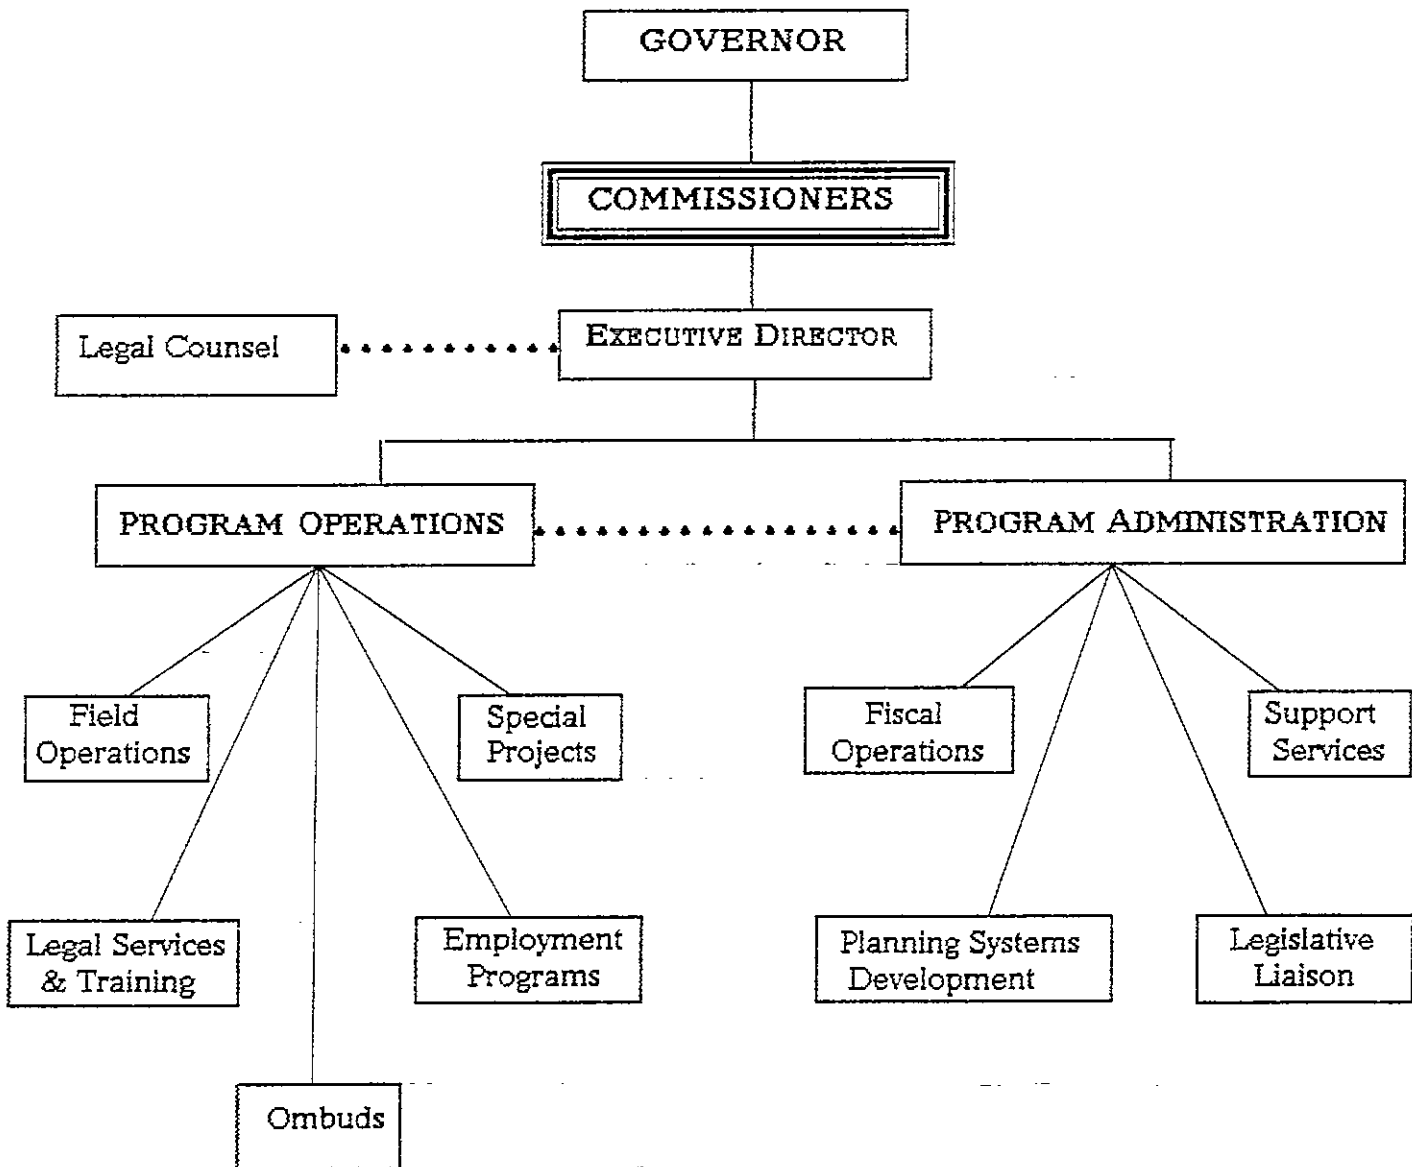 GOVERNOR
COMMISSIONERS
Legal Counsel
EXECUTIVE DIRECTOR
PROGRAM OPERATIONS
PROGRAM ADMINISTRATION
Field
Operations
Special
Projects
Fiscal
Operations
Support
Services
Legal Services
& Training
Employment
Programs
Planning Systems
Development
Legislative
Liaison
Ombuds